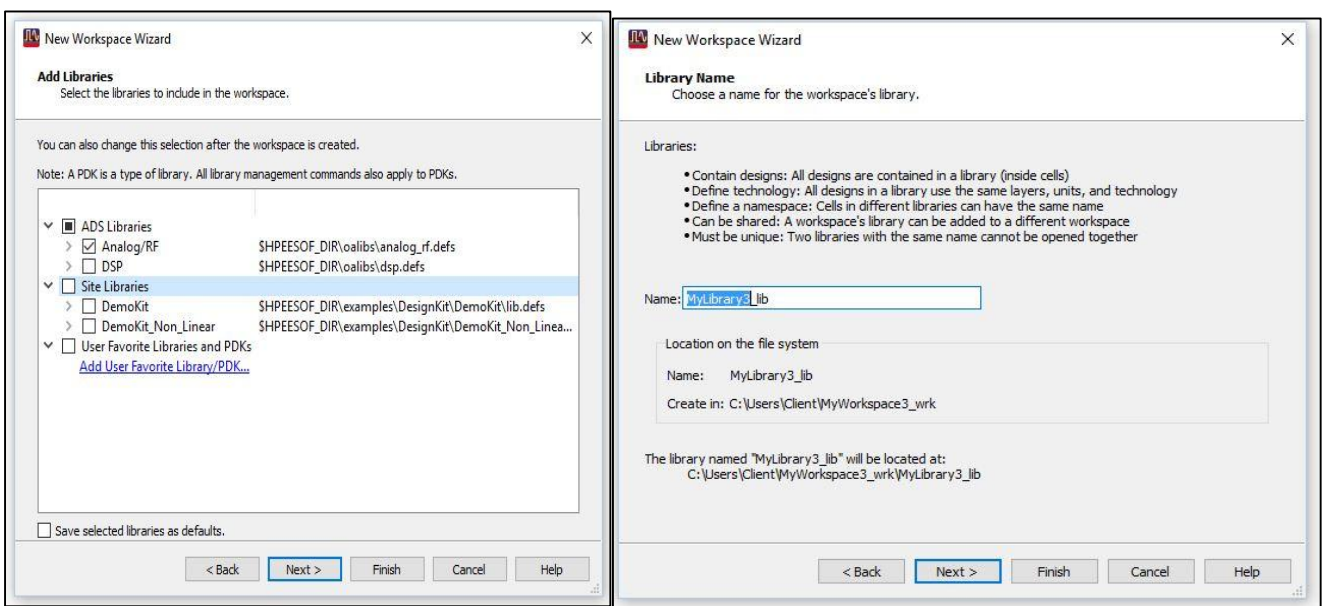 New Workspace Wizard
Add Libraries
Select the libraries to include in the workspace.
You can also change this selection after the workspace is created.
Note: A PDK is a type of library. All library management commands also apply to PDKs.
ADS Libraries
Analog/RF $HPEESOF_DIR\oalibs\analog_rf.defs
DSP $HPEESOF_DIR\oalibs\dsp.defs
Site Libraries
DemoKit $HPEESOF_DIR\examples\DesignKit\DemoKit\lib.defs
DemoKit_Non_Linear $HPEESOF_DIR\examples\DesignKit\DemoKit_Non_Linea...
User Favorite Libraries and PDKs
Add User Favorite Library/PDK...
Save selected libraries as defaults.
< Back Next > Finish Cancel Help
New Workspace Wizard
Library Name
Choose a name for the workspace's library.
Libraries:
•Contain designs: All designs are contained in a library (inside cells)
•Define technology: All designs in a library use the same layers, units, and technology
•Define a namespace: Cells in different libraries can have the same name
•Can be shared: A workspace's library can be added to a different workspace
•Must be unique: Two libraries with the same name cannot be opened together
Name: MyLibrary3_lib
Location on the file system
Name: MyLibrary3_lib
Create in: C:\Users\Client\MyWorkspace3_wrk
The library named "MyLibrary3_lib" will be located at:
C:\Users\Client\MyWorkspace3_wrk\MyLibrary3_lib
< Back Next > Finish Cancel Help